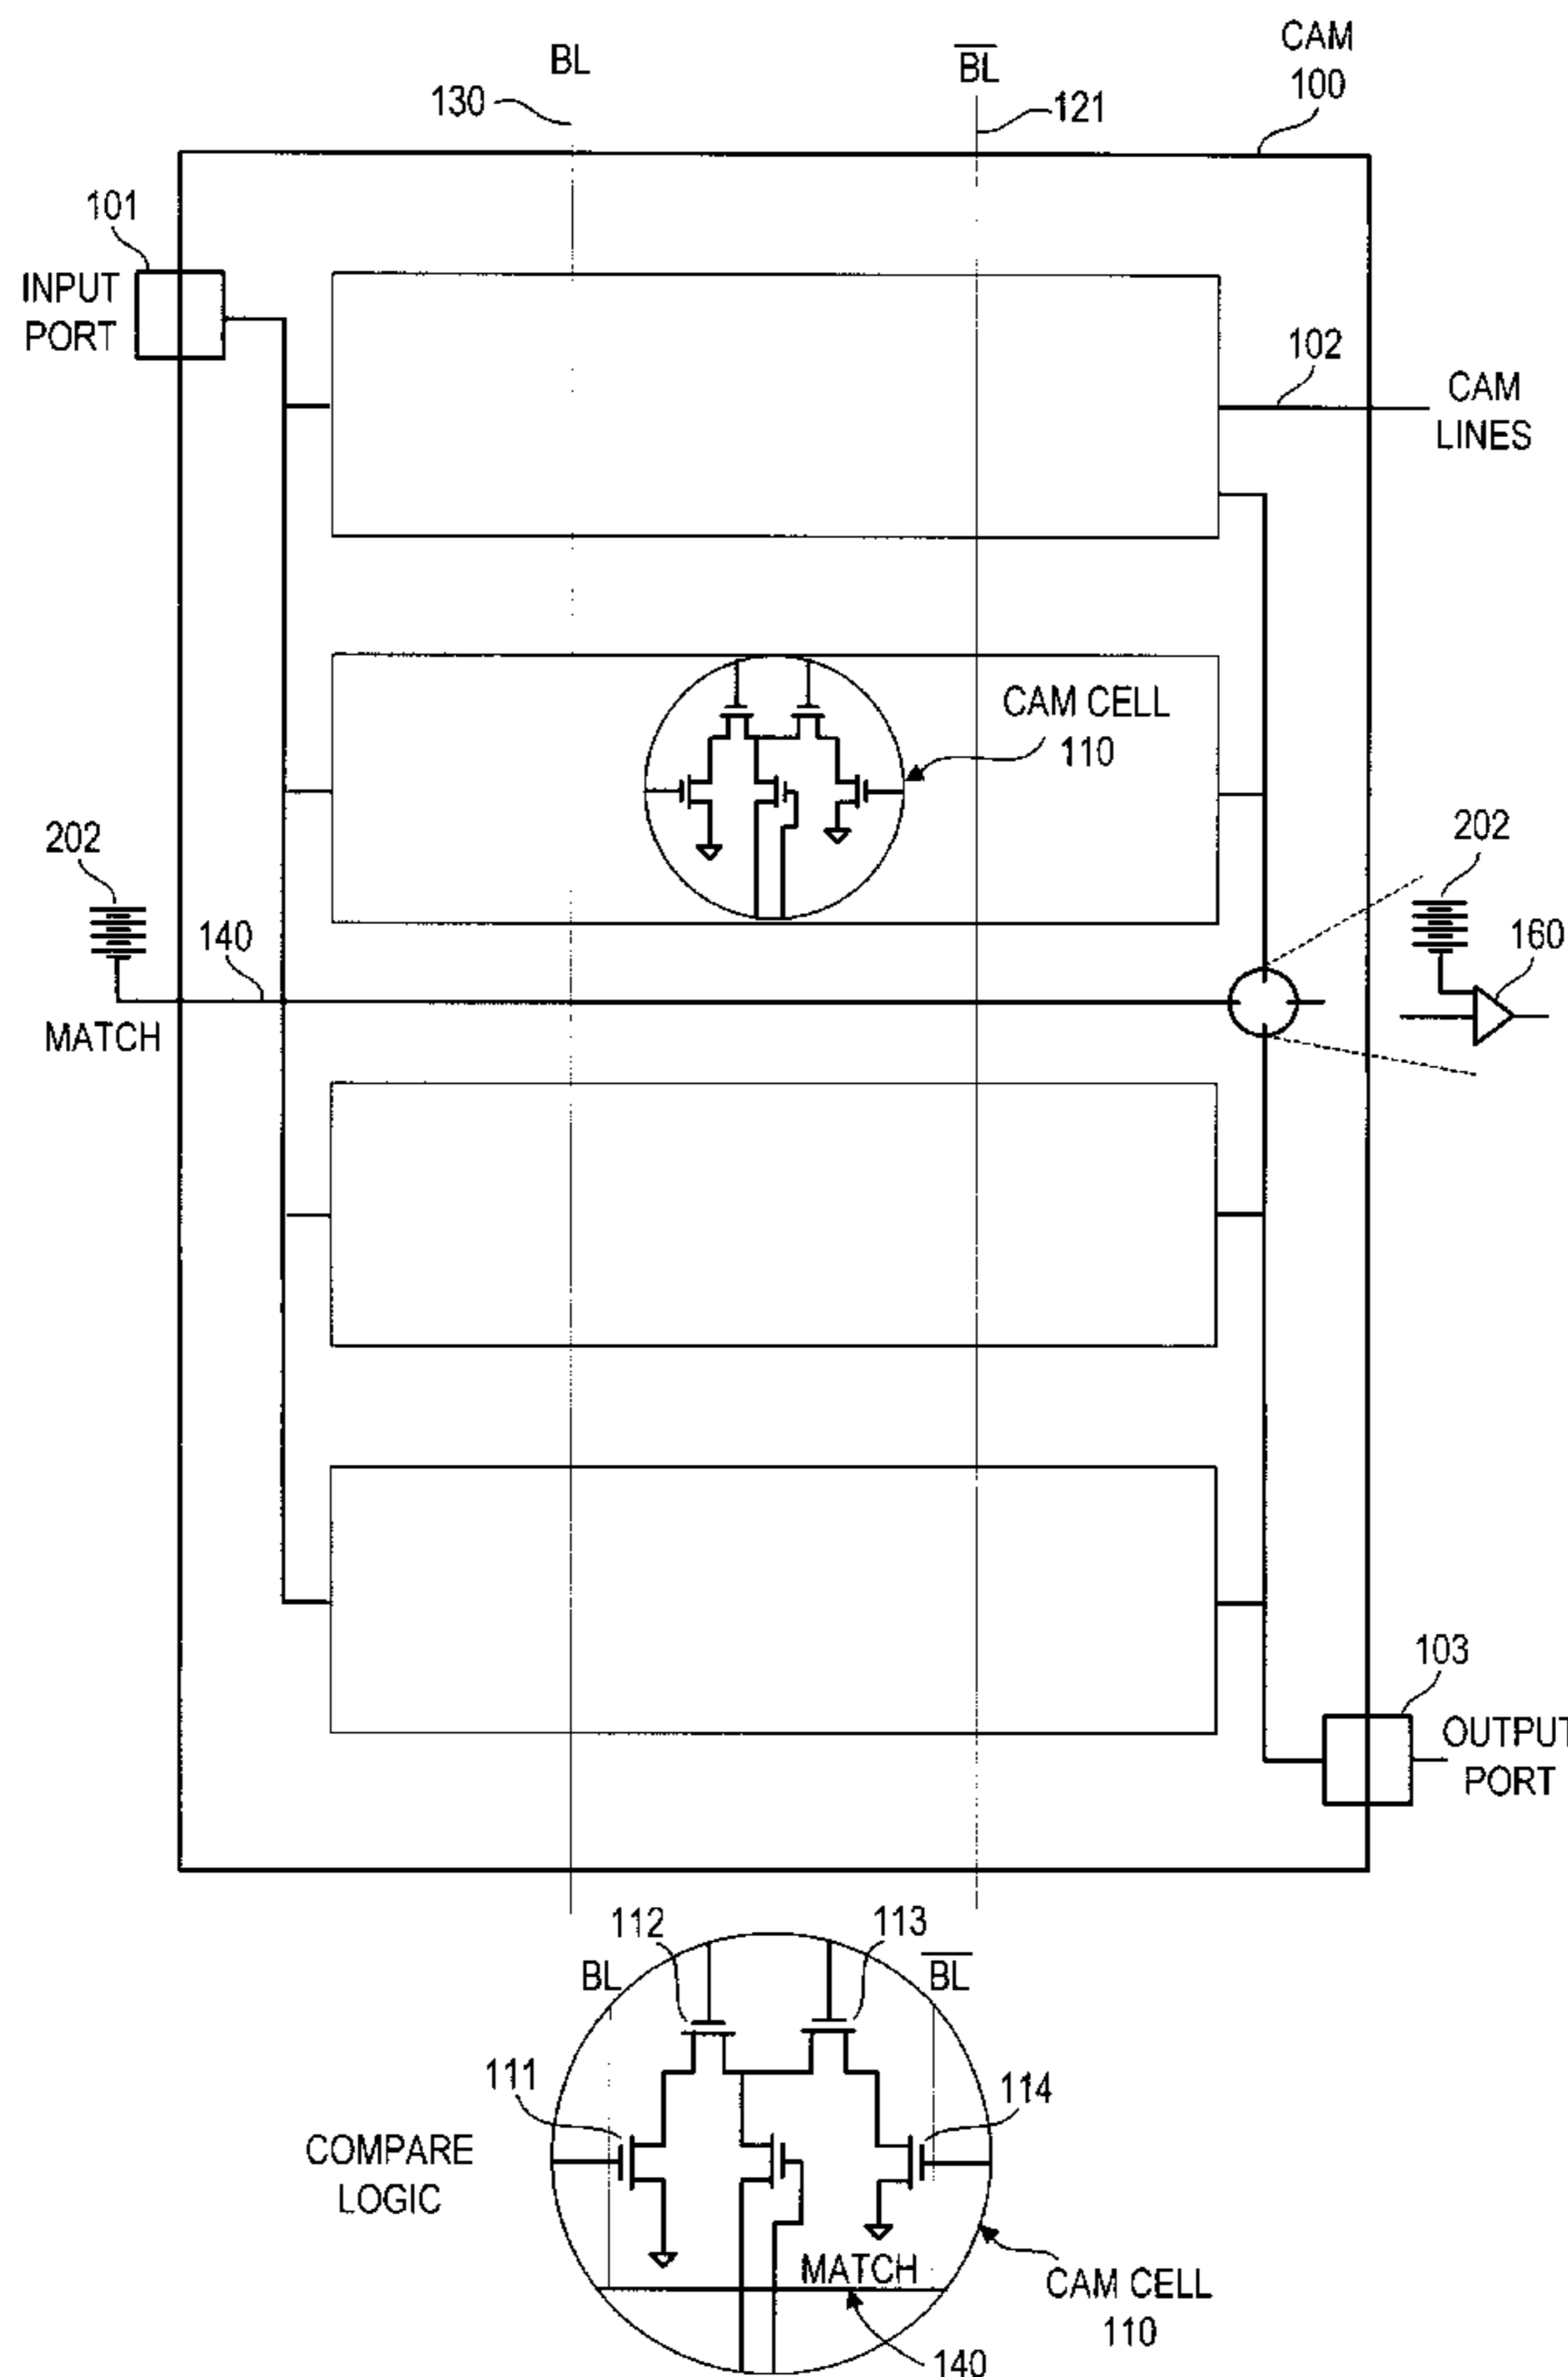 BL
BL
CAM
100
130
121
101
INPUT
PORT
102
CAM
LINES
CAM CELL
110
202
140
MATCH
202
160
103
OUTPUT
PORT
112
113
BL
BL
111
114
COMPARE
LOGIC
MATCH
CAM CELL
110
140